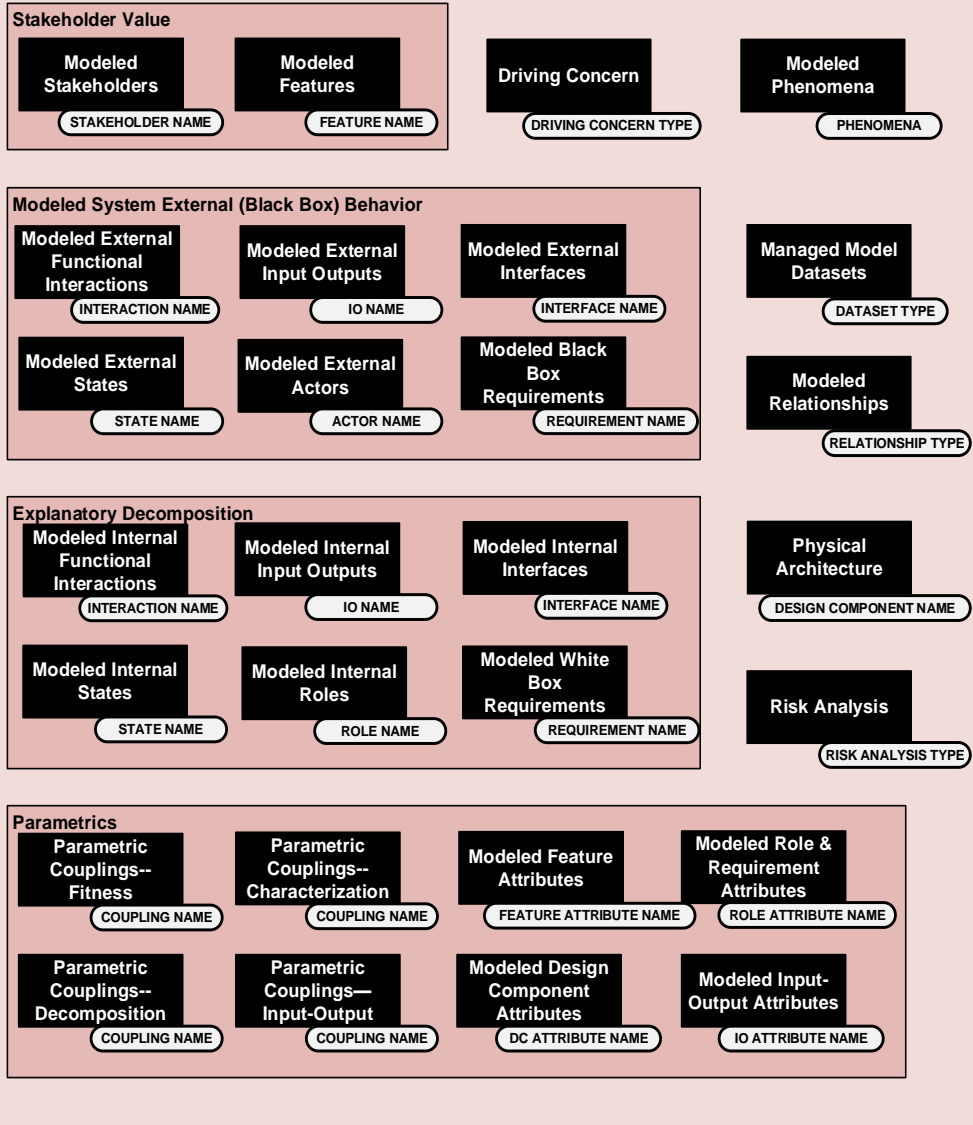 Stakeholder Value
Modeled
Stakeholders
STAKEHOLDER NAME
Modeled
Features
FEATURE NAME
Driving Concern
DRIVING CONCERN TYPE
Modeled
Phenomena
PHENOMENA
Modeled System External (Black Box) Behavior
Modeled External
Functional
Interactions
INTERACTION NAME
Modeled External
Input Outputs
IO NAME
Modeled External
Interfaces
INTERFACE NAME
Managed Model
Datasets
DATASET TYPE
Modeled External
States
STATE NAME
Modeled External
Actors
ACTOR NAME
Modeled Black
Box
Requirements
REQUIREMENT NAME
Modeled
Relationships
RELATIONSHIP TYPE
Explanatory Decomposition
Modeled Internal
Functional
Interactions
INTERACTION NAME
Modeled Internal
Input Outputs
IO NAME
Modeled Internal
Interfaces
INTERFACE NAME
Physical
Architecture
DESIGN COMPONENT NAME
Modeled Internal
States
STATE NAME
Modeled Internal
Roles
ROLE NAME
Modeled White
Box
Requirements
REQUIREMENT NAME
Risk Analysis
RISK ANALYSIS TYPE
Parametrics
Parametric
Couplings--
Fitness
COUPLING NAME
Parametric
Couplings--
Characterization
COUPLING NAME
Modeled Feature
Attributes
FEATURE ATTRIBUTE NAME
Modeled Role &
Requirement
Attributes
ROLE ATTRIBUTE NAME
Parametric
Couplings--
Decomposition
COUPLING NAME
Parametric
Couplings—
Input-Output
COUPLING NAME
Modeled Design
Component
Attributes
DC ATTRIBUTE NAME
Modeled Input-
Output Attributes
IO ATTRIBUTE NAME